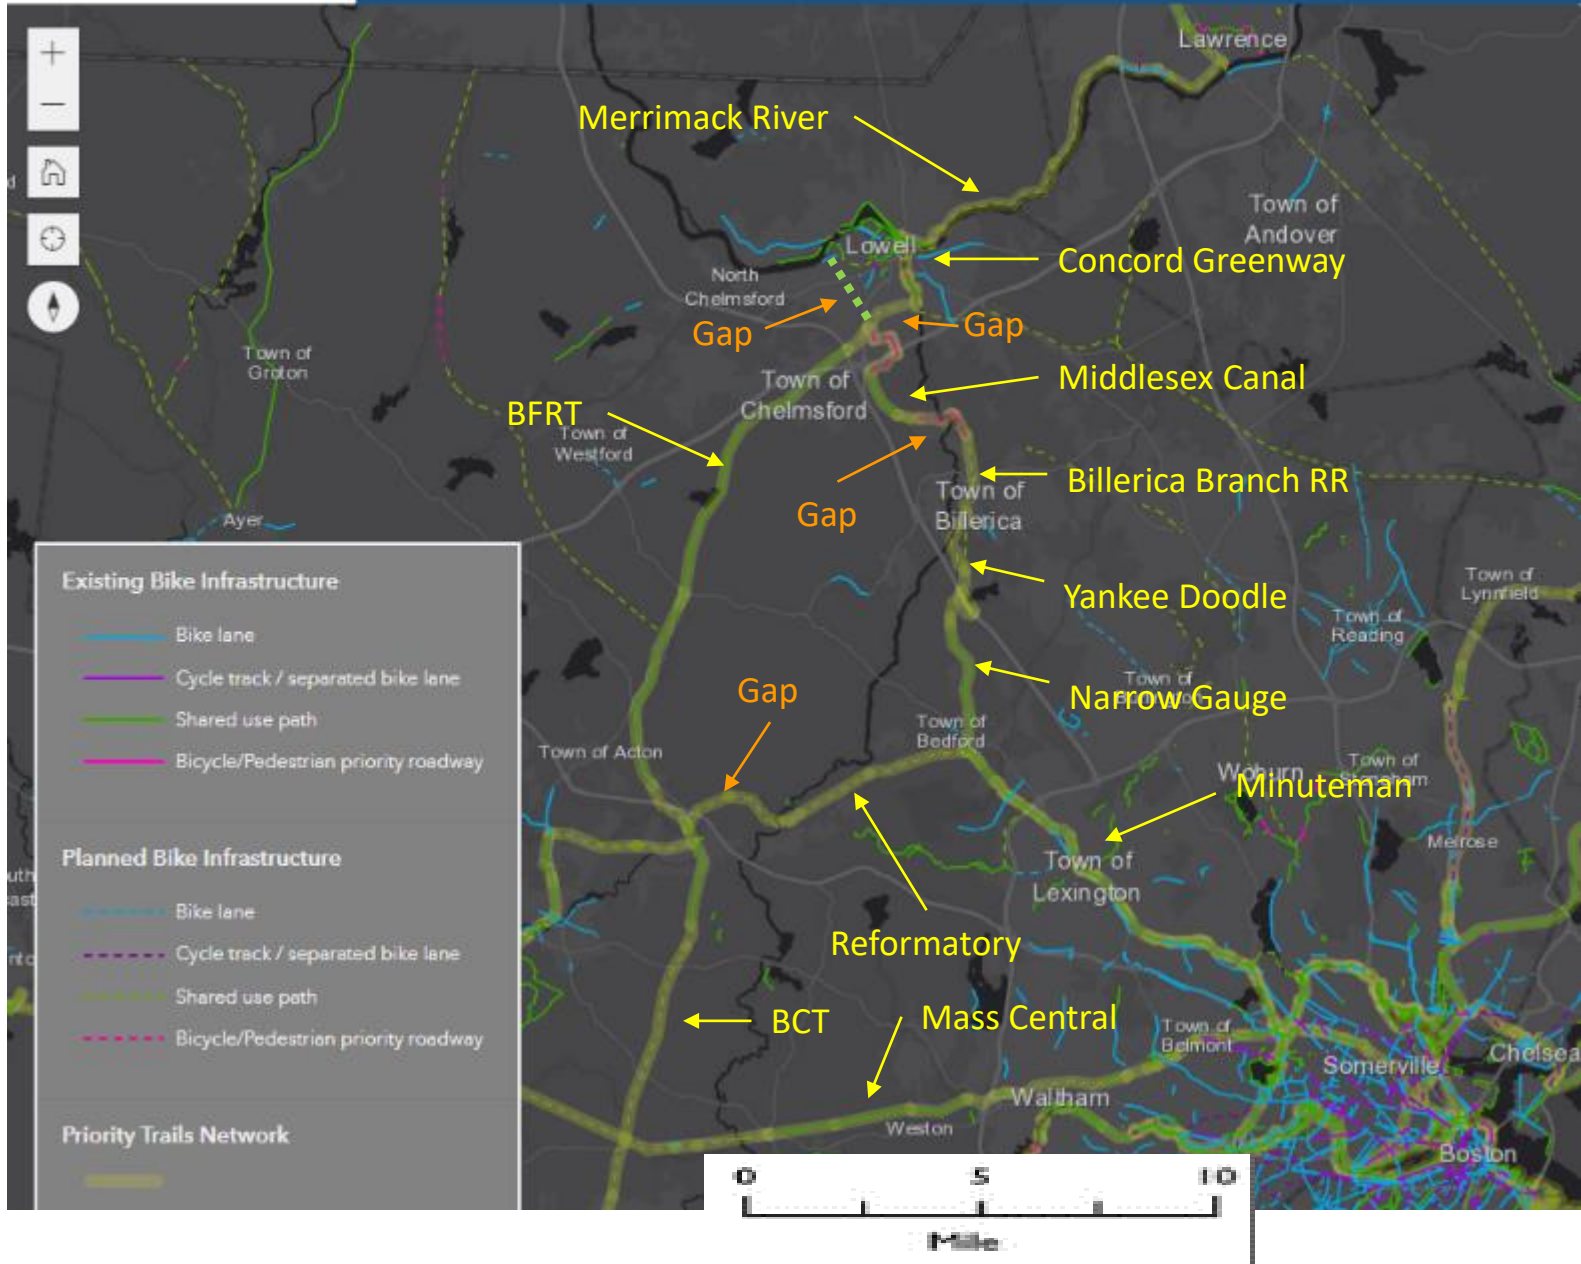 Lawrence
Merrimack River
Town of
Andover
Lowell
Concord Greenway
North
Chelmsford
Gap
Gap
Town of
Groton
Town of
Chelmsford
Middlesex Canal
BFRT
Town of
Westford
Gap
Billerica Branch RR
Town of
Billerica
Ayer
Existing Bike Infrastructure
Bike lane
Cycle track / separated bike lane
Shared use path
Bicycle/Pedestrian priority roadway
Yankee Doodle
Town of
Lynnfield
Town of
Reading
Narrow Gauge
Town of
Gap
Town of Acton
Town of
Bedford
Woburn
Town of
Minuteman
Melrose
Town of
Lexington
Planned Bike Infrastructure
Bike lane
Cycle track / separated bike lane
Shared use path
Bicycle/Pedestrian priority roadway
Reformatory
BCT
Mass Central
Town of
Belmont
Somerville
Chelsea
Waltham
Weston
Boston
Priority Trails Network
0 5 10
Mile